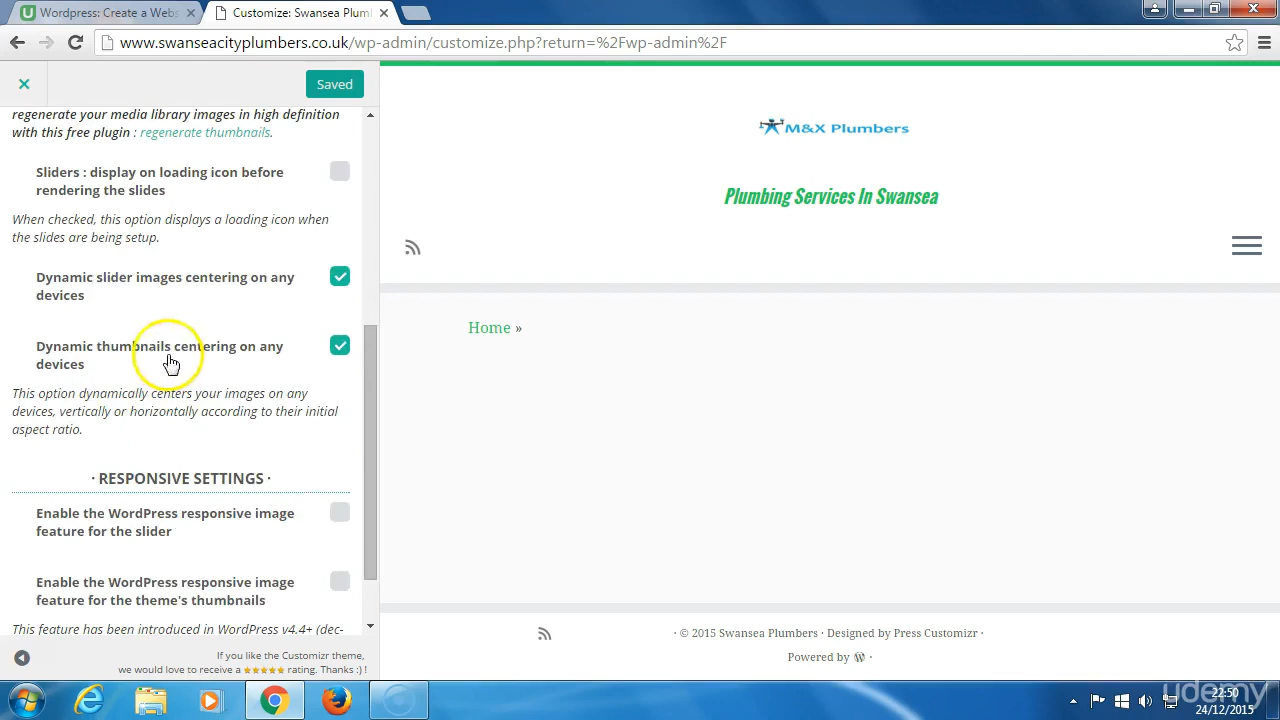 Wordpress: Create a Webs
Customize: Swansea Plum
www.swanseacityplumbers.co.uk/wp-admin/customize.php?return=%2Fwp-admin%2F
Saved
regenerate your media library images in high definition
with this free plugin : regenerate thumbnails.
Sliders : display on loading icon before
rendering the slides
When checked, this option displays a loading icon when
the slides are being setup.
Dynamic slider images centering on any
devices
Dynamic thumbnails centering on any
devices
This option dynamically centers your images on any
devices, vertically or horizontally according to their initial
aspect ratio.
· RESPONSIVE SETTINGS ·
Enable the WordPress responsive image
feature for the slider
Enable the WordPress responsive image
feature for the theme's thumbnails
This feature has been introduced in WordPress v4.4+ (dec-
If you like the Customizr theme,
we would love to receive a ★★★★★ rating. Thanks :) !
M&X Plumbers
Plumbing Services In Swansea
Home »
· © 2015 Swansea Plumbers · Designed by Press Customizr ·
Powered by ·
udemy
22:50
24/12/2015